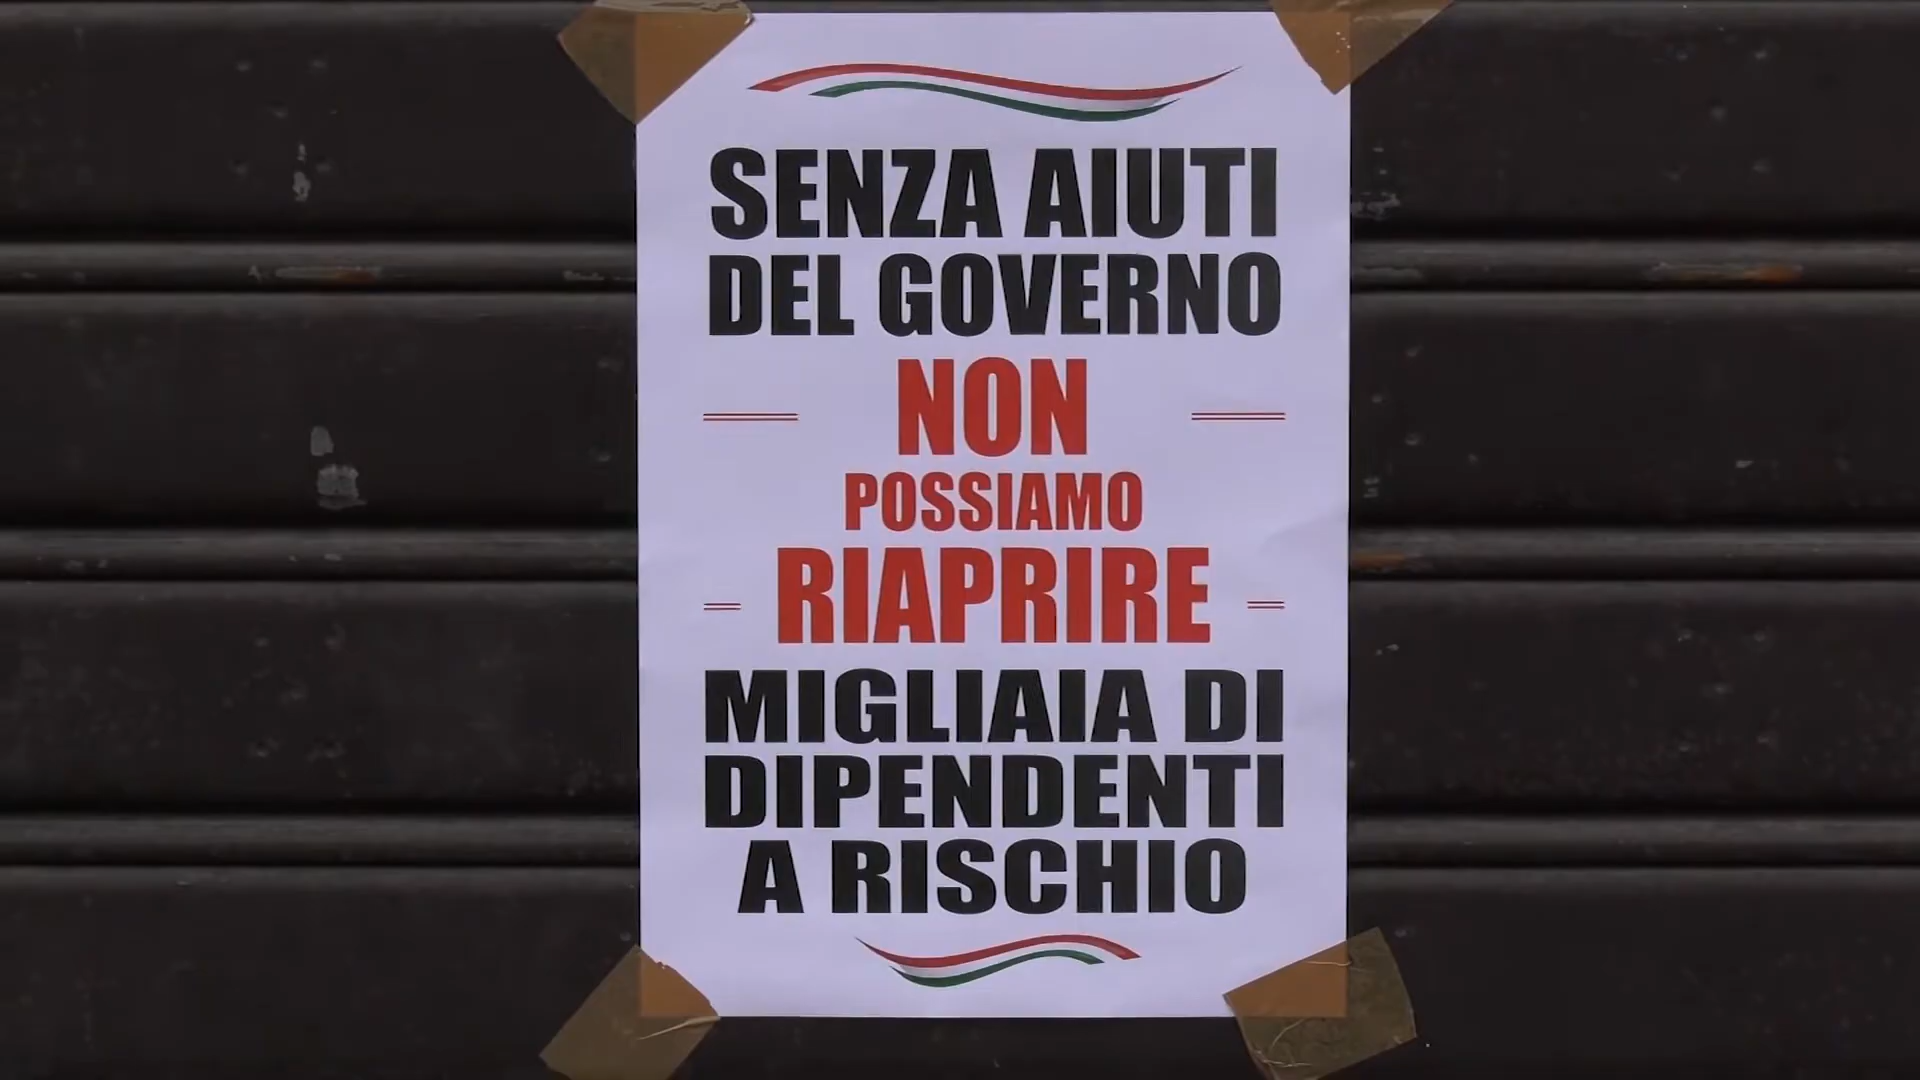 SENZA AIUTI
DEL GOVERNO
NON
POSSIAMO
RIAPRIRE
MIGLIAIA DI
DIPENDENTI
A RISCHIO